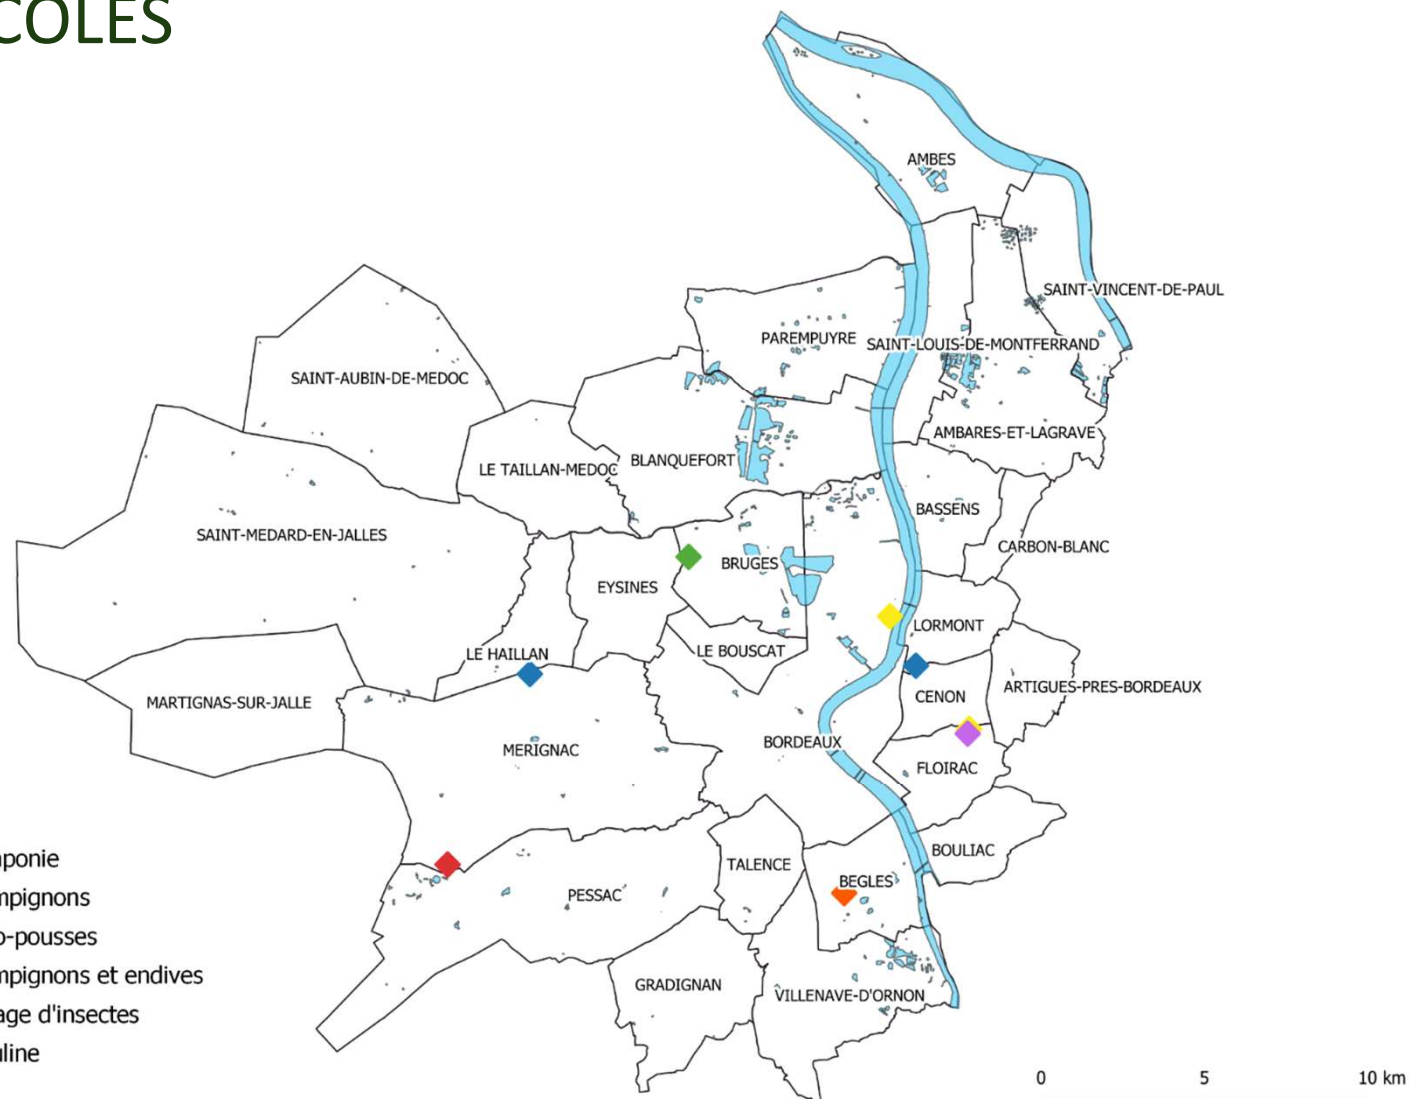 COLES
AMBES
SAINT-VINCENT-DE-PAUL
PAREMPUYRE
SAINT-LOUIS-DE-MONTFERRAND
SAINT-AUBIN-DE-MEDOC
AMBARES-ET-LAGRAVE
LE TAILLAN-MEDOC
BLANQUEFORT
BASSENS
SAINT-MEDARD-EN-JALLES
CARBON-BLANC
BRUGES
EYSINES
LORMONT
LE BOUSCAT
LE HAILLAN
ARTIGUES-PRES-BORDEAUX
CENON
MARTIGNAS-SUR-JALLE
BORDEAUX
MERIGNAC
FLOIRAC
BOULIAC
TALENCE
BEGLES
PESSAC
GRADIGNAN
VILLENAVE-D'ORNON
ponie
mpignons
o-pousses
mpignons et endives
age d'insectes
line
0 5 10 km